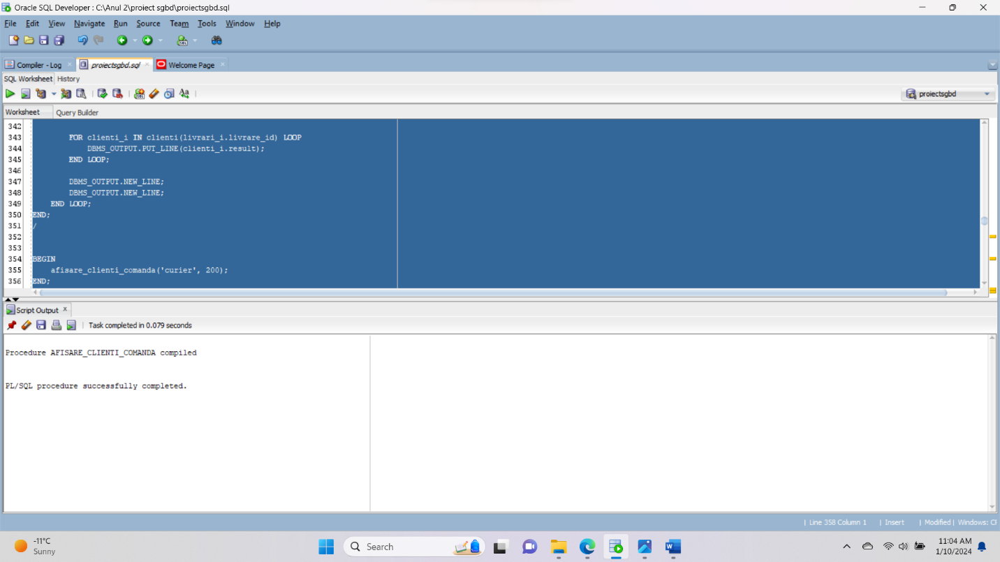 Oracle SQL Developer : C:\Anul 2\proiect sgbd\proiectsgbd.sql
File Edit View Navigate Run Source Team Tools Window Help
Compiler - Log proiectsgbd.sql Welcome Page
SQL Worksheet History
proiectsgbd
Worksheet Query Builder
342
343 FOR clienti_i IN clienti(livrari_i.livrare_id) LOOP
344 DBMS_OUTPUT.PUT_LINE(clienti_i.result);
345 END LOOP;
346
347 DBMS_OUTPUT.NEW_LINE;
348 DBMS_OUTPUT.NEW_LINE;
349 END LOOP;
350 END;
351 /
352
353
354 BEGIN
355 afisare_clienti_comanda('curier', 200);
356 END;
Script Output x
Task completed in 0.079 seconds
Procedure AFISARE_CLIENTI_COMANDA compiled
PL/SQL procedure successfully completed.
| Line 358 Column 1 | Insert | Modified | Windows: CF
-11°C
Sunny
Search
11:04 AM
1/10/2024